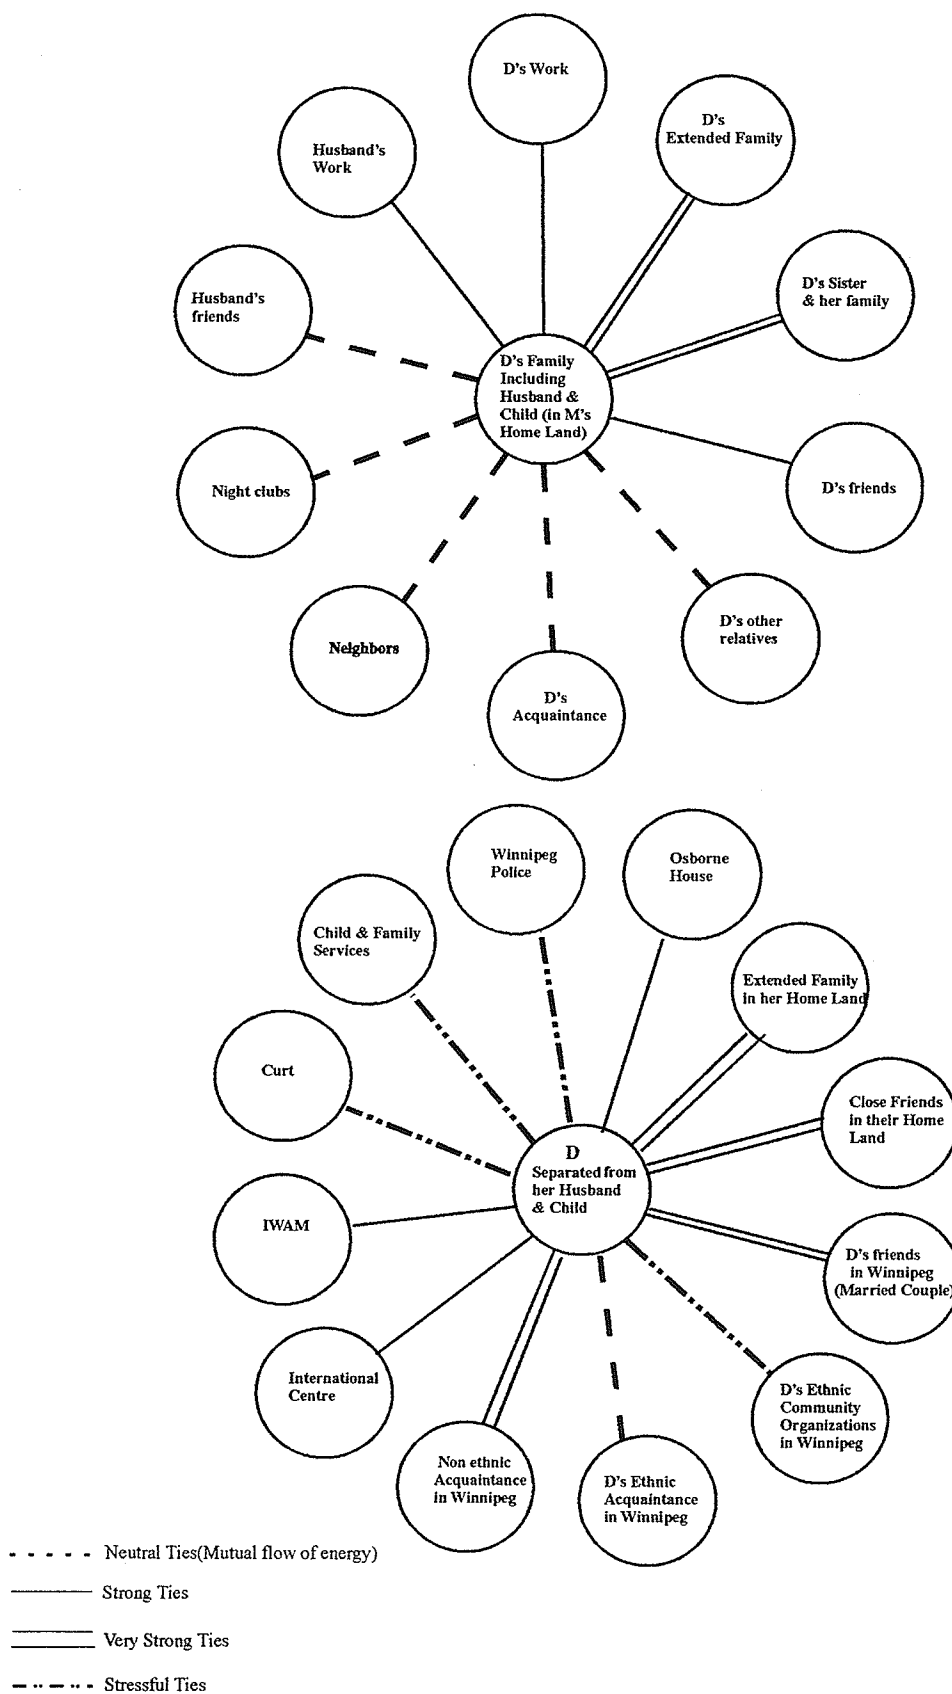 D's Work
D's
Extended Family
Husband's
Work
D's Sister
& her family
Husband's
friends
D's Family
Including
Husband &
Child (in M's
Home Land)
Night clubs
D's friends
Neighbors
D's other
relatives
D's
Acquaintance
Winnipeg
Police
Osborne
House
Child & Family
Services
Extended Family
in her Home Land
Curt
Close Friends
in their Home
Land
D
Separated from
her Husband
& Child
IWAM
D's friends
in Winnipeg
(Married Couple)
International
Centre
D's Ethnic
Community
Organizations
in Winnipeg
Non ethnic
Acquaintance
in Winnipeg
D's Ethnic
Acquaintance
in Winnipeg
Neutral Ties(Mutual flow of energy)
Strong Ties
Very Strong Ties
Stressful Ties